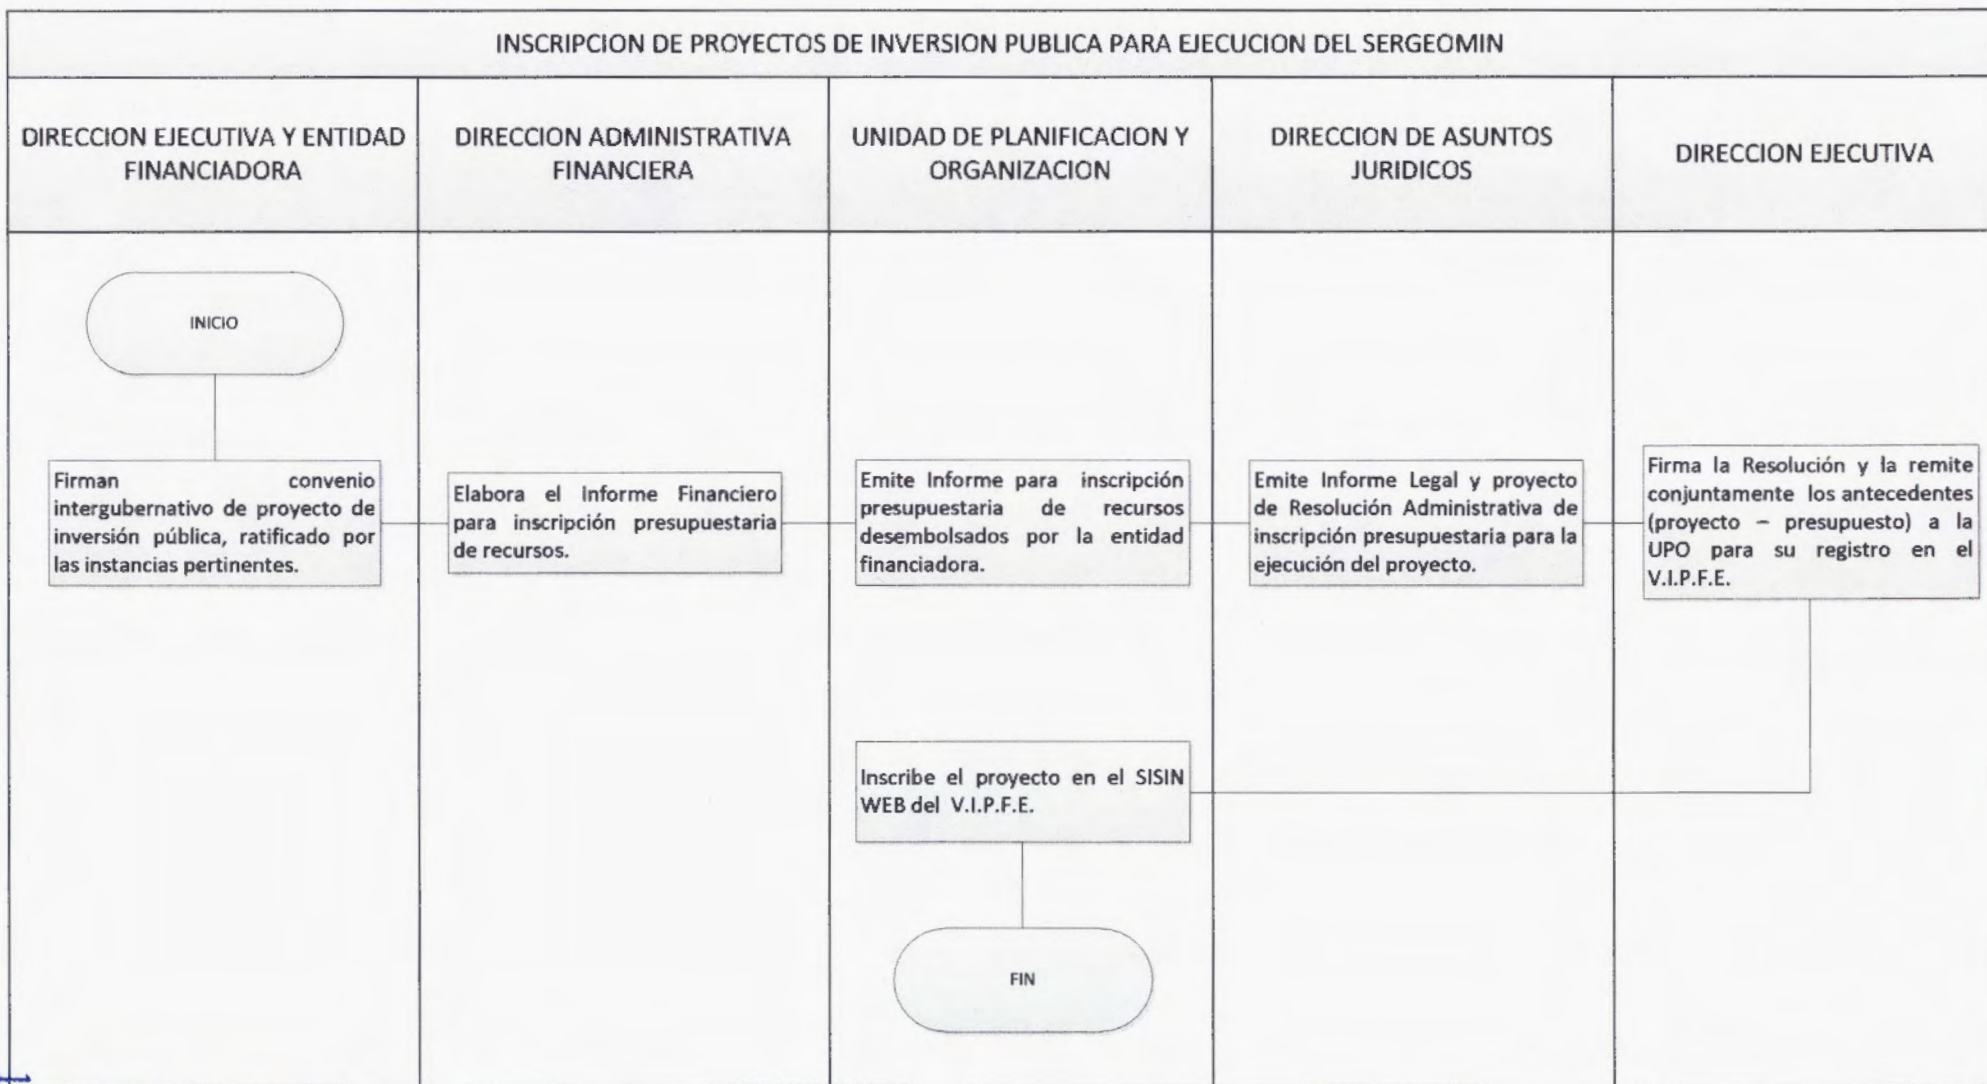 INSCRIPCION DE PROYECTOS DE INVERSION PUBLICA PARA EJECUCION DEL SERGEOMIN
DIRECCION EJECUTIVA Y ENTIDAD
FINANCIADORA
DIRECCION ADMINISTRATIVA
FINANCIERA
UNIDAD DE PLANIFICACION Y
ORGANIZACION
DIRECCION DE ASUNTOS
JURIDICOS
DIRECCION EJECUTIVA
INICIO
Firman convenio
intergubernativo de proyecto de
inversión pública, ratificado por
las instancias pertinentes.
Elabora el Informe Financiero
para inscripción presupuestaria
de recursos.
Emite Informe para inscripción
presupuestaria de recursos
desembolsados por la entidad
financiadora.
Emite Informe Legal y proyecto
de Resolución Administrativa de
inscripción presupuestaria para la
ejecución del proyecto.
Firma la Resolución y la remite
conjuntamente los antecedentes
(proyecto – presupuesto) a la
UPO para su registro en el
V.I.P.F.E.
Inscribe el proyecto en el SISIN
WEB del V.I.P.F.E.
FIN